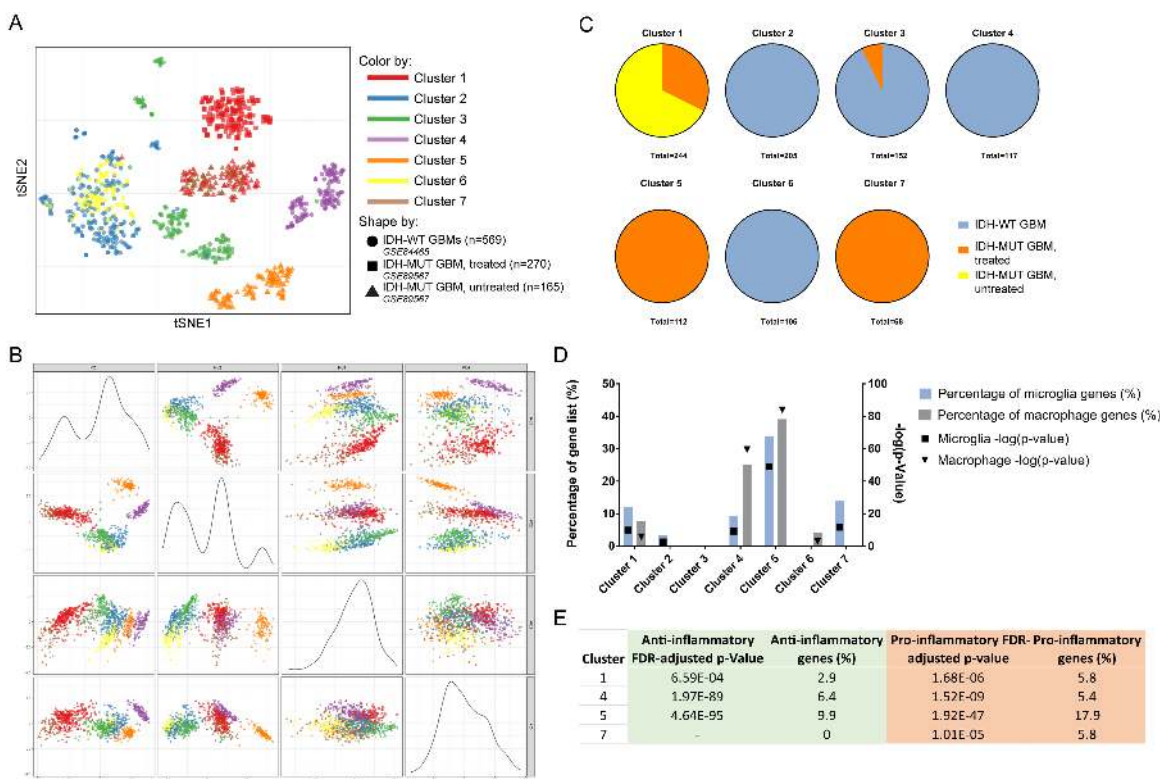 A
tSNE2
tSNE1
Color by:
Cluster 1
Cluster 2
Cluster 3
Cluster 4
Cluster 5
Cluster 6
Cluster 7
Shape by:
IDH-WT GBMs (n=569)
GSE84465
IDH-MUT GBM, treated (n=270)
GSE89567
IDH-MUT GBM, untreated (n=165)
GSE89567
B
C
Cluster 1
Cluster 2
Cluster 3
Cluster 4
Total=244
Total=205
Total=152
Total=117
Cluster 5
Cluster 6
Cluster 7
Total=112
Total=106
Total=68
IDH-WT GBM
IDH-MUT GBM,
treated
IDH-MUT GBM,
untreated
D
Percentage of gene list (%)
50
40
30
20
10
0
100
80
60
40
20
0
-log(p-Value)
Cluster 1
Cluster 2
Cluster 3
Cluster 4
Cluster 5
Cluster 6
Cluster 7
Percentage of microglia genes (%)
Percentage of macrophage genes (%)
Microglia -log(p-value)
Macrophage -log(p-value)
E
Anti-inflammatory Anti-inflammatory Pro-inflammatory FDR- Pro-inflammatory
Cluster FDR-adjusted p-Value genes (%) adjusted p-value genes (%)
1 6.59E-04 2.9 1.68E-06 5.8
4 1.97E-89 6.4 1.52E-09 5.4
5 4.64E-95 9.9 1.92E-47 17.9
7 - 0 1.01E-05 5.8